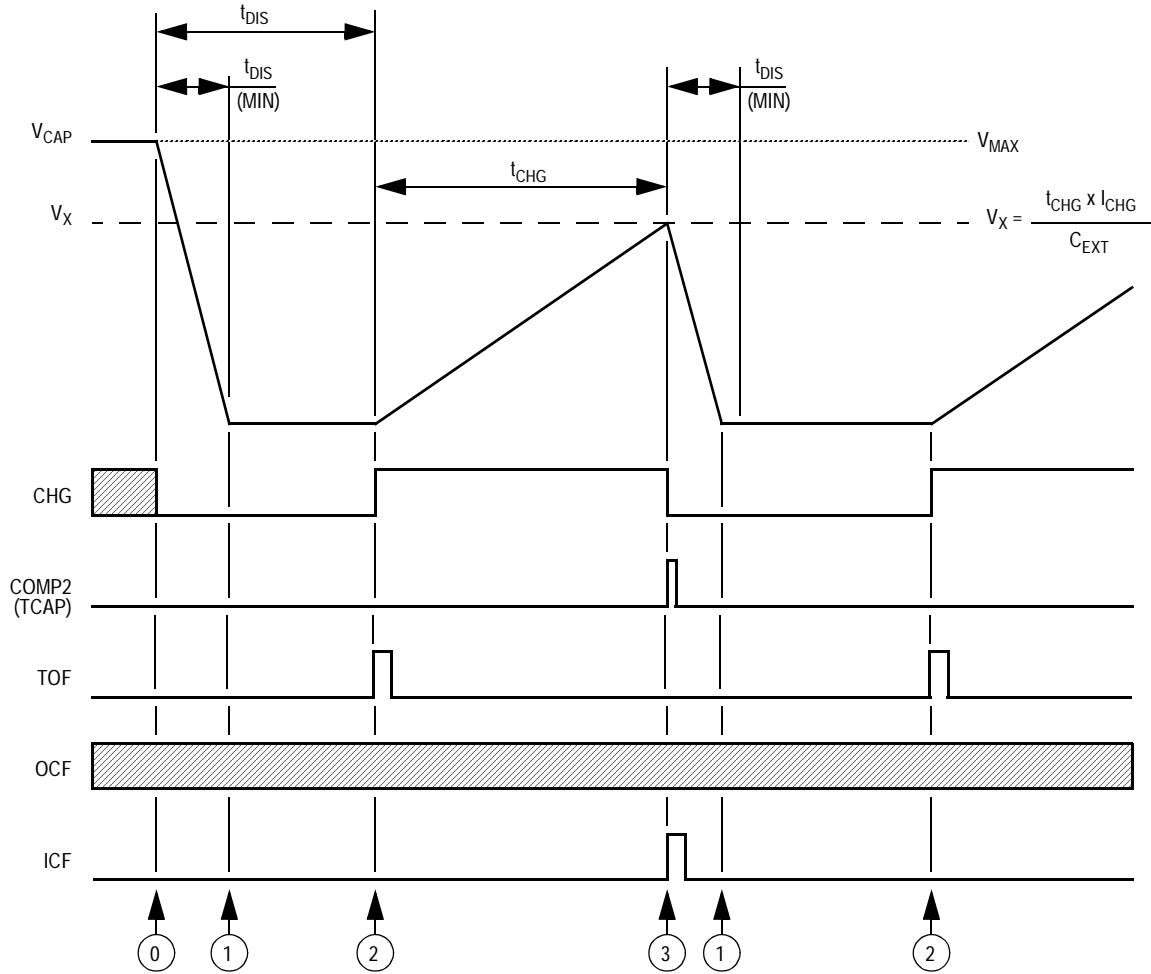 tDIS
tDIS
(MIN)
tDIS
(MIN)
VCAP
VMAX
tCHG
VX
VX = tCHG x ICHG
CEXT
CHG
COMP2
(TCAP)
TOF
OCF
ICF
0 1 2 3 1 2